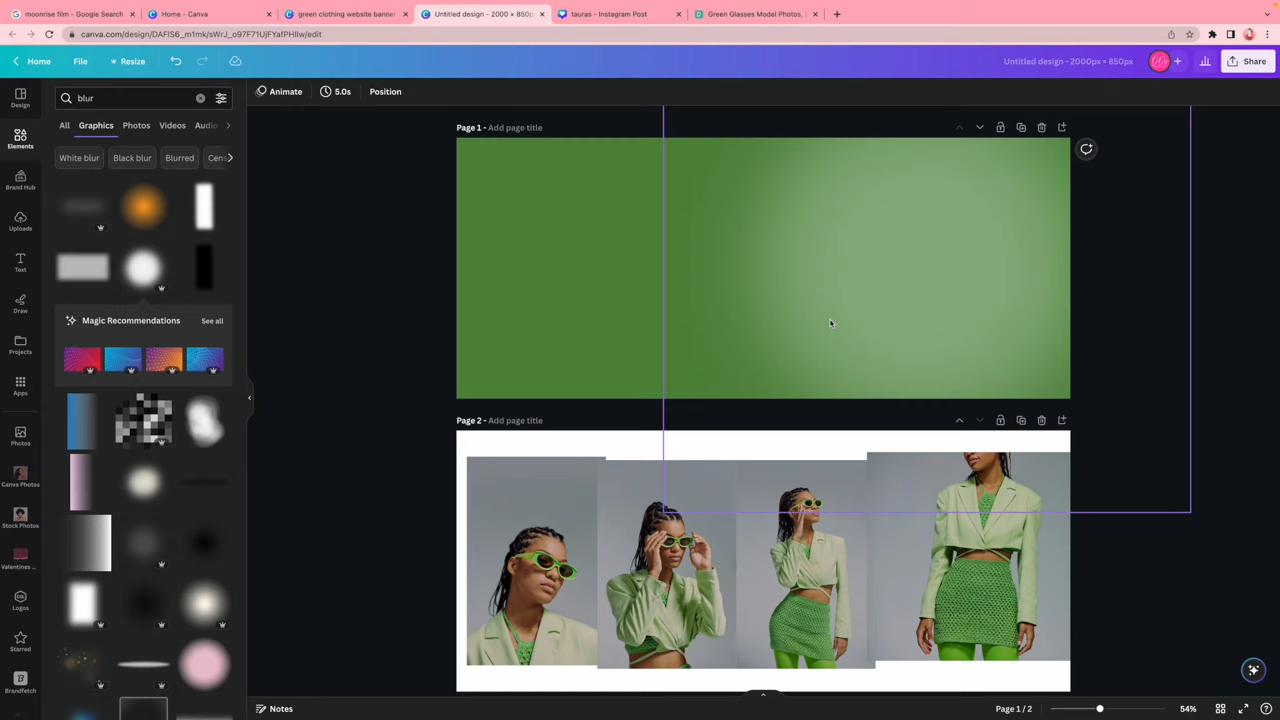 moonrise film - Google Search
Home - Canva
green clothing website banner
Untitled design - 2000 × 850p
tauras - Instagram Post
Green Glasses Model Photos,
canva.com/design/DAFIS6_m1mk/sWrJ_o97F71UjFYafPHIlw/edit
Home
File
Resize
Untitled design - 2000px × 850px
Share
Design
blur
Animate
5.0s
Position
All
Graphics
Photos
Videos
Audio
Elements
Page 1 - Add page title
White blur
Black blur
Blurred
Cens
Brand Hub
Uploads
Text
Draw
Magic Recommendations
See all
Projects
Apps
Page 2 - Add page title
Photos
Canva Photos
Stock Photos
Valentines ...
Logos
Starred
Brandfetch
Notes
Page 1 / 2
54%